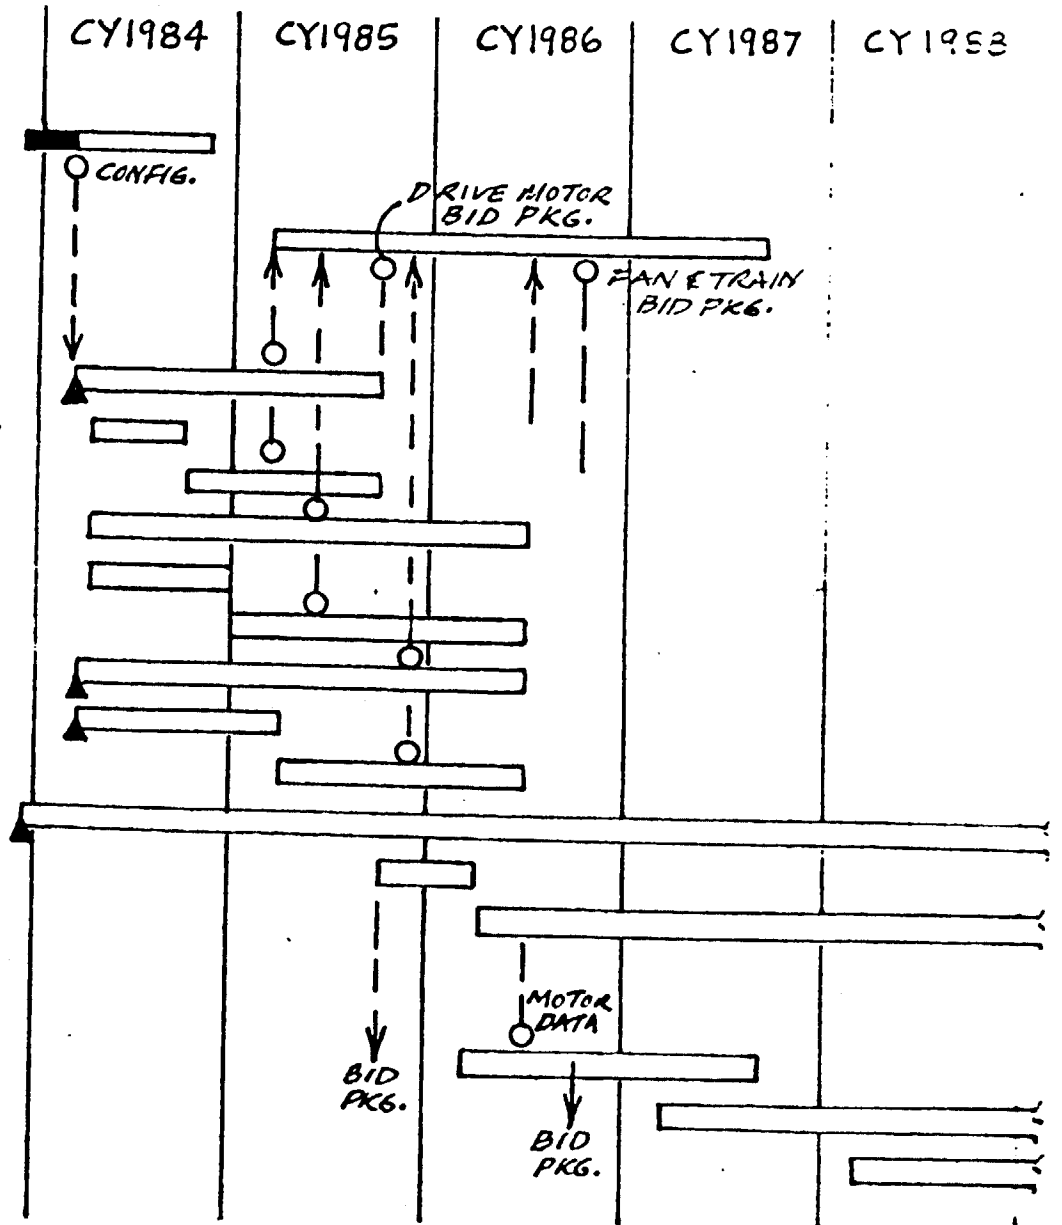 CY1984 CY1985 CY1986 CY1987 CY1988
CONFIG.
DRIVE MOTOR
BID PKG.
FAN & TRAIN
BID PKG.
MOTOR
DATA
BID
PKG.
BID
PKG.